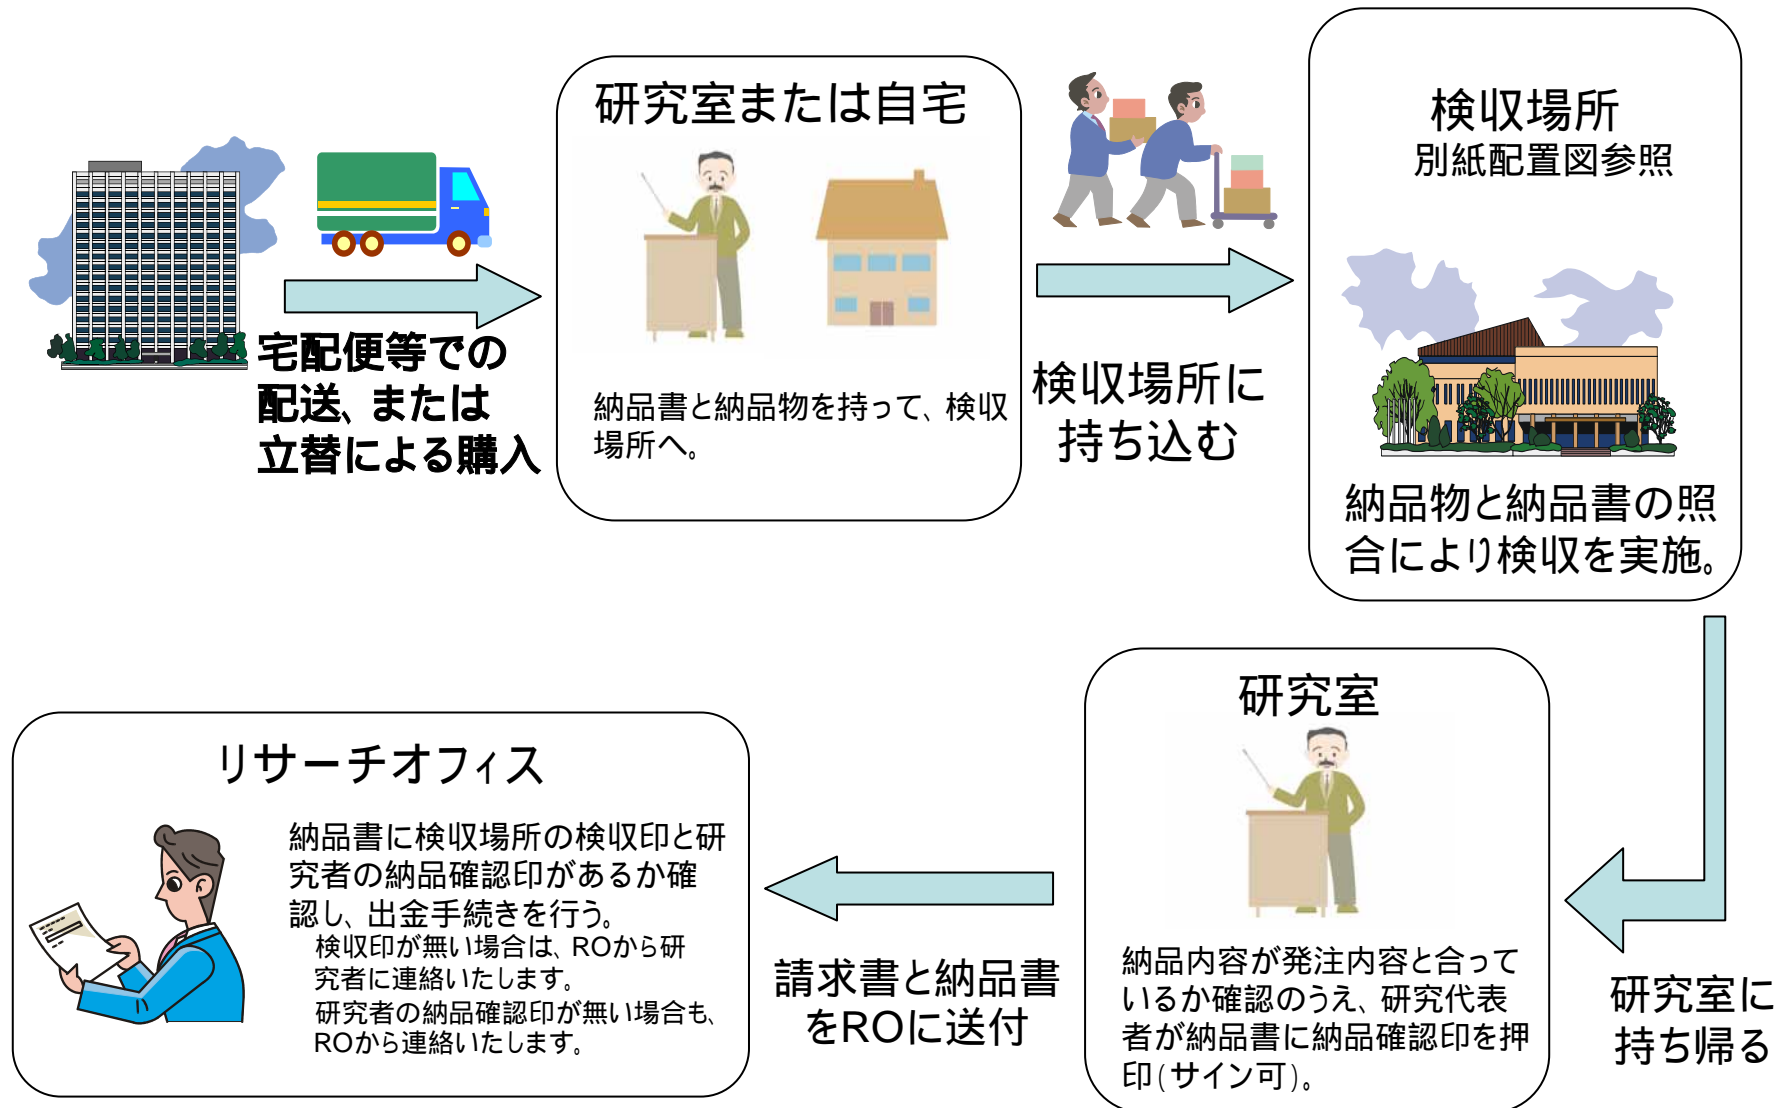 宅配便等での
配送、または
立替による購入
研究室または自宅
納品書と納品物を持って、検収
場所へ。
検収場所に
持ち込む
検収場所
別紙配置図参照
納品物と納品書の照
合により検収を実施。
研究室に
持ち帰る
研究室
納品内容が発注内容と合って
いるか確認のうえ、研究代表
者が納品書に納品確認印を押
印(サイン可)。
請求書と納品書
をROに送付
リサーチオフィス
納品書に検収場所の検収印と研
究者の納品確認印があるか確
認し、出金手続きを行う。
検収印が無い場合は、ROから研
究者に連絡いたします。
研究者の納品確認印が無い場合も、
ROから連絡いたします。